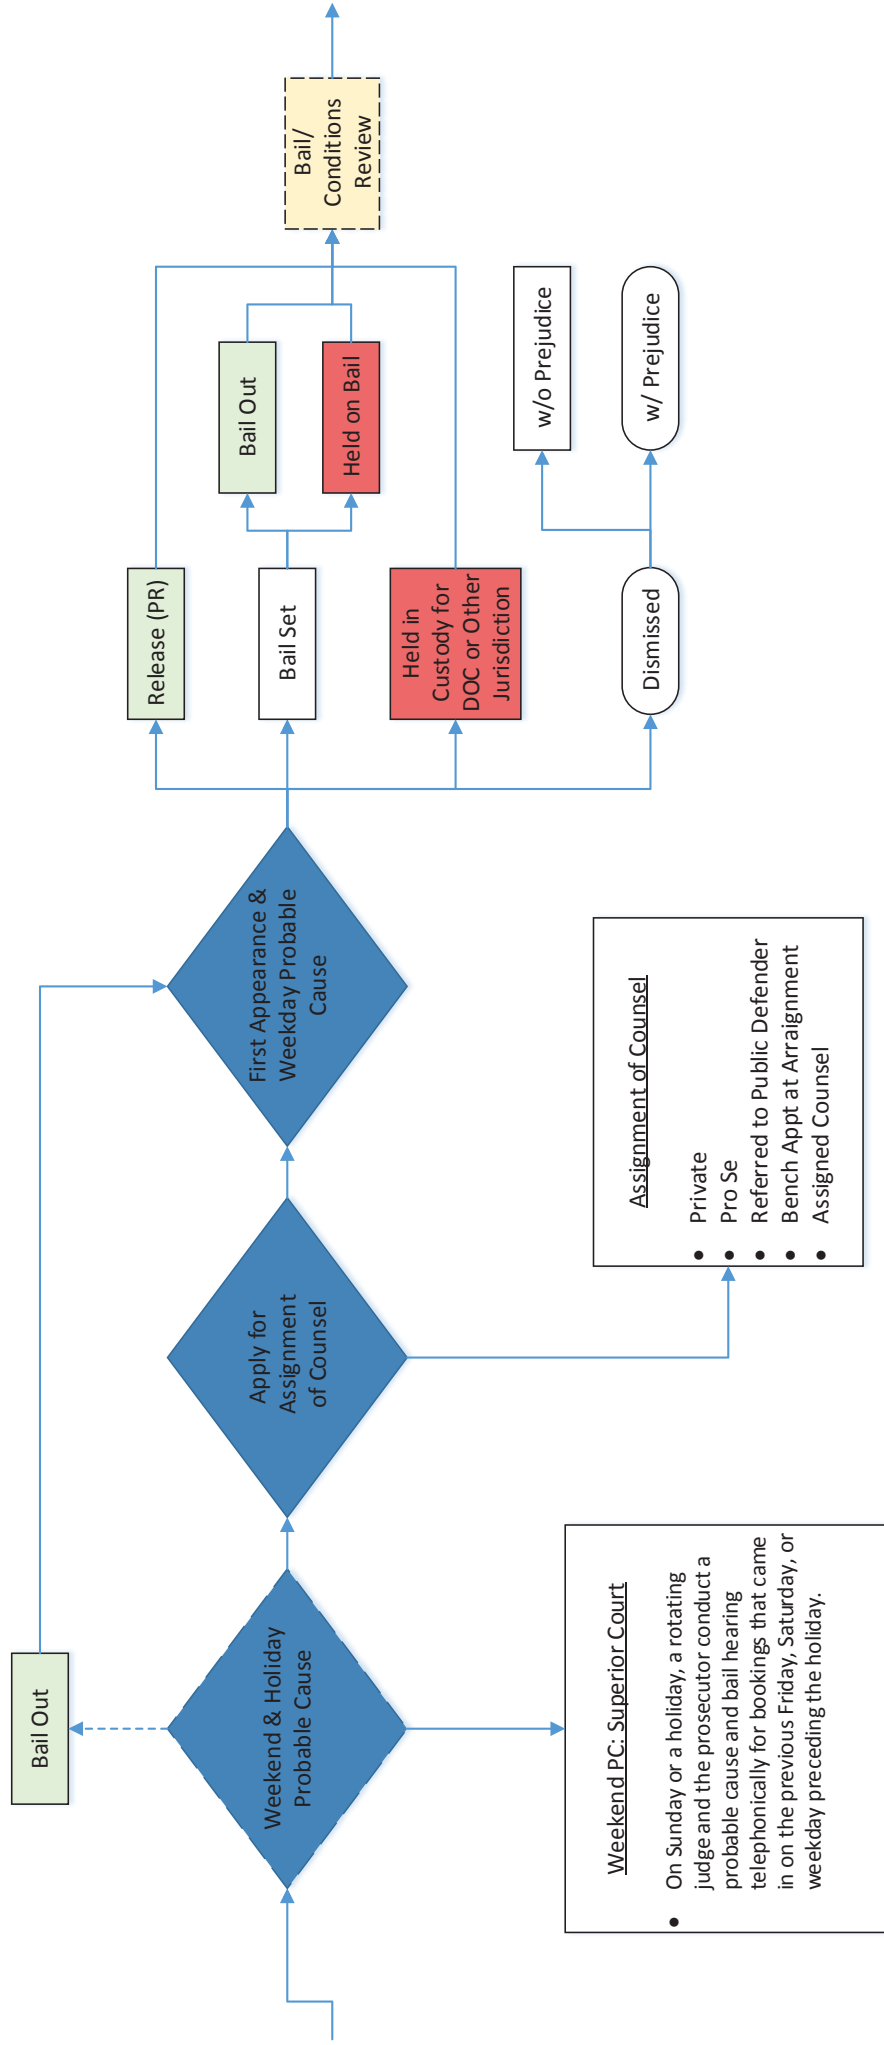 Bail Out
Weekend & Holiday
Probable Cause
Weekend PC: Superior Court
● On Sunday or a holiday, a rotating
judge and the prosecutor conduct a
probable cause and bail hearing
telephonically for bookings that came
in on the previous Friday, Saturday, or
weekday preceding the holiday.
Apply for
Assignment
of Counsel
Assignment of Counsel
● Private
● Pro Se
● Referred to Public Defender
● Bench Appt at Arraignment
● Assigned Counsel
First Appearance &
Weekday Probable
Cause
Release (PR)
Bail Set
Held in
Custody for
DOC or Other
Jurisdiction
Dismissed
Bail Out
Held on Bail
w/o Prejudice
w/ Prejudice
Bail/
Conditions
Review